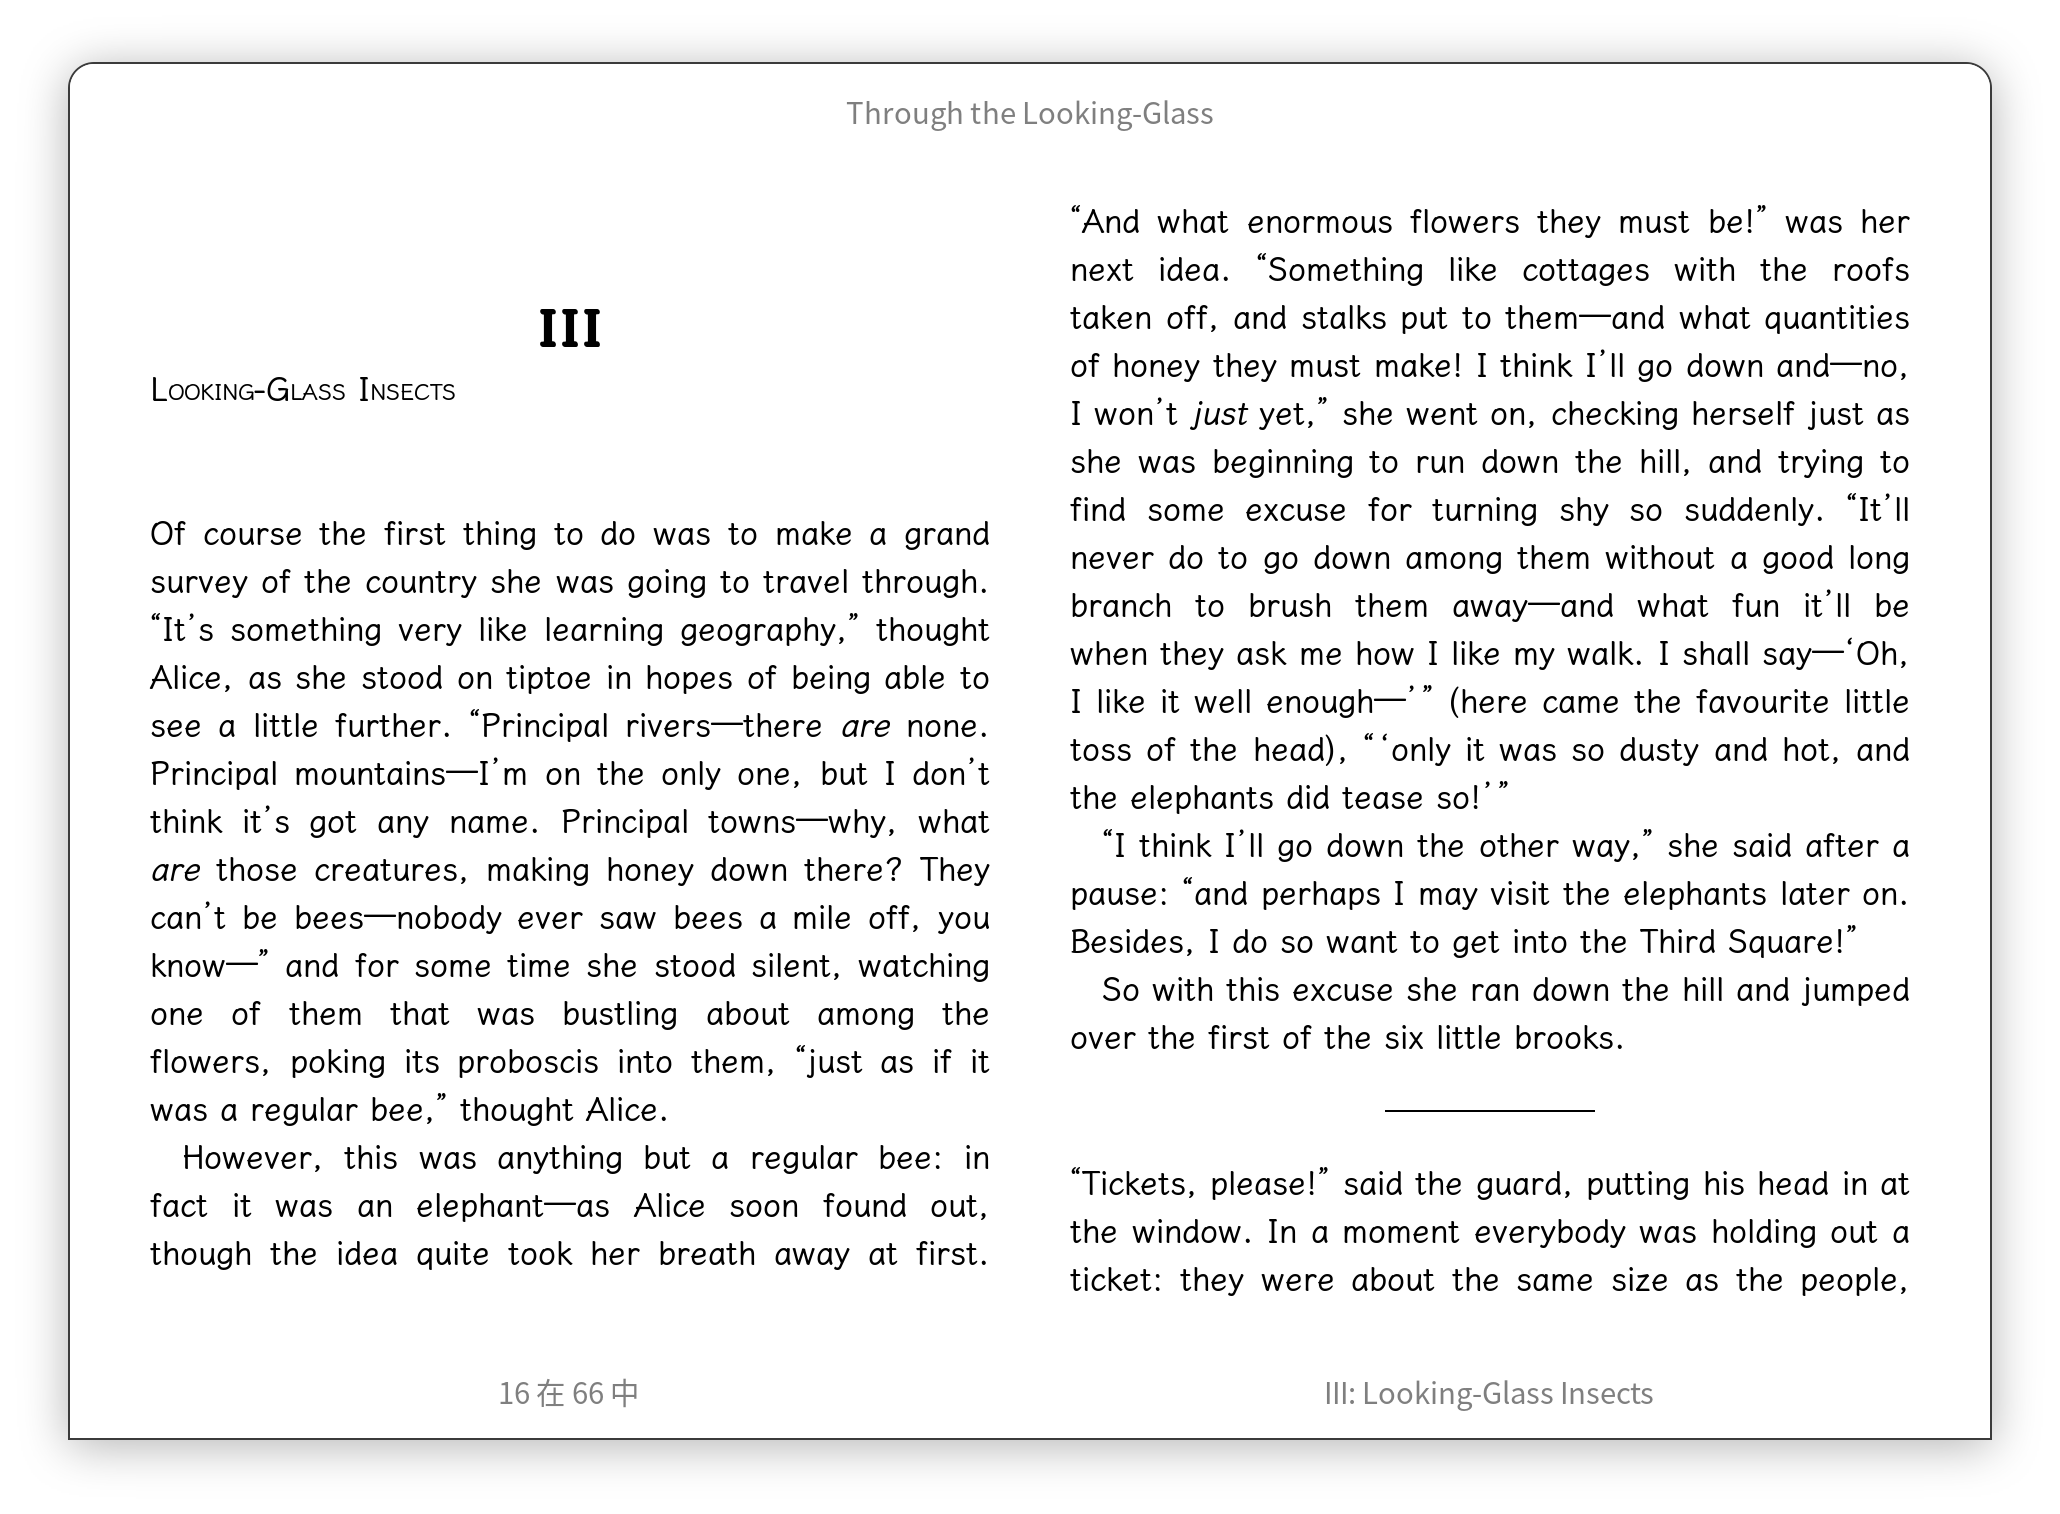 Through the Looking-Glass
III
Looking-Glass Insects
Of course the first thing to do was to make a grand
survey of the country she was going to travel through.
“It’s something very like learning geography,” thought
Alice, as she stood on tiptoe in hopes of being able to
see a little further. “Principal rivers—there are none.
Principal mountains—I’m on the only one, but I don’t
think it’s got any name. Principal towns—why, what
are those creatures, making honey down there? They
can’t be bees—nobody ever saw bees a mile off, you
know—” and for some time she stood silent, watching
one of them that was bustling about among the
flowers, poking its proboscis into them, “just as if it
was a regular bee,” thought Alice.
However, this was anything but a regular bee: in
fact it was an elephant—as Alice soon found out,
though the idea quite took her breath away at first.
“And what enormous flowers they must be!” was her
next idea. “Something like cottages with the roofs
taken off, and stalks put to them—and what quantities
of honey they must make! I think I’ll go down and—no,
I won’t just yet,” she went on, checking herself just as
she was beginning to run down the hill, and trying to
find some excuse for turning shy so suddenly. “It’ll
never do to go down among them without a good long
branch to brush them away—and what fun it’ll be
when they ask me how I like my walk. I shall say—‘Oh,
I like it well enough—’ ” (here came the favourite little
toss of the head), “ ‘only it was so dusty and hot, and
the elephants did tease so!’ ”
“I think I’ll go down the other way,” she said after a
pause: “and perhaps I may visit the elephants later on.
Besides, I do so want to get into the Third Square!”
So with this excuse she ran down the hill and jumped
over the first of the six little brooks.
“Tickets, please!” said the guard, putting his head in at
the window. In a moment everybody was holding out a
ticket: they were about the same size as the people,
16 在 66 中
III: Looking-Glass Insects